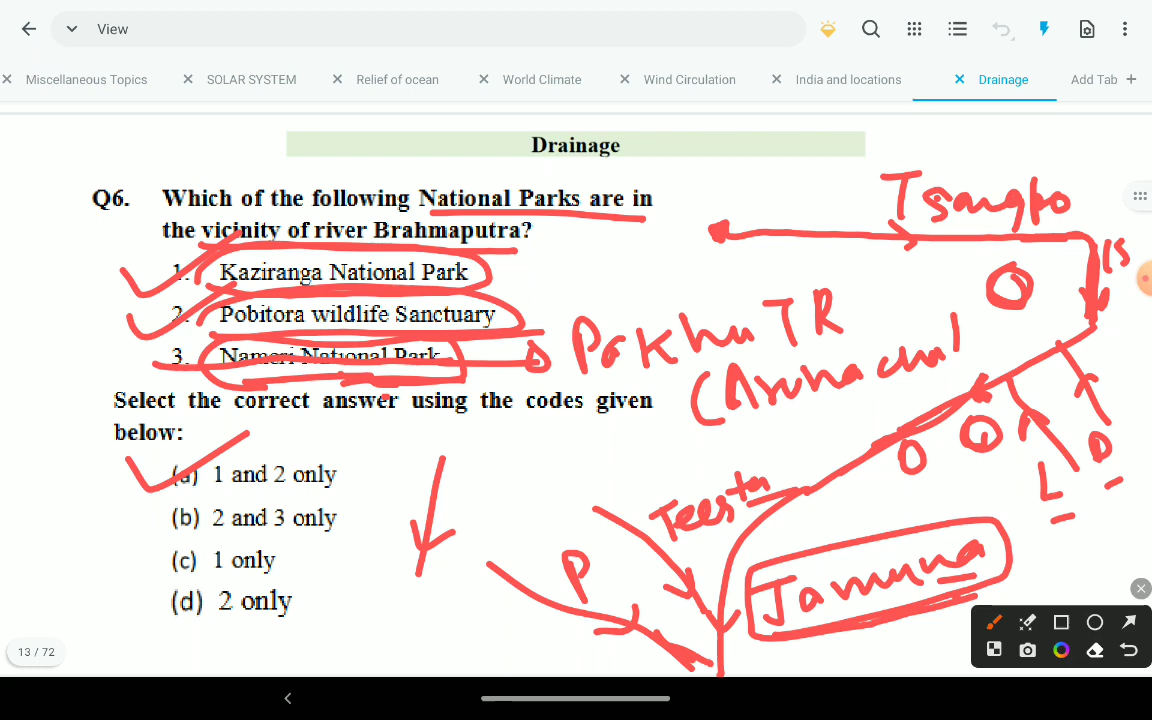 View
Miscellaneous Topics
SOLAR SYSTEM
Relief of ocean
World Climate
Wind Circulation
India and locations
Drainage
Add Tab +
Drainage
Q6. Which of the following National Parks are in
the vicinity of river Brahmaputra?
1. Kaziranga National Park
2. Pobitora wildlife Sanctuary
3. Nameri National Park
Select the correct answer using the codes given
below:
(a) 1 and 2 only
(b) 2 and 3 only
(c) 1 only
(d) 2 only
Tsangpo
TR
(Arunachal
D
L
Teesta
P
Jamuna
13 / 72